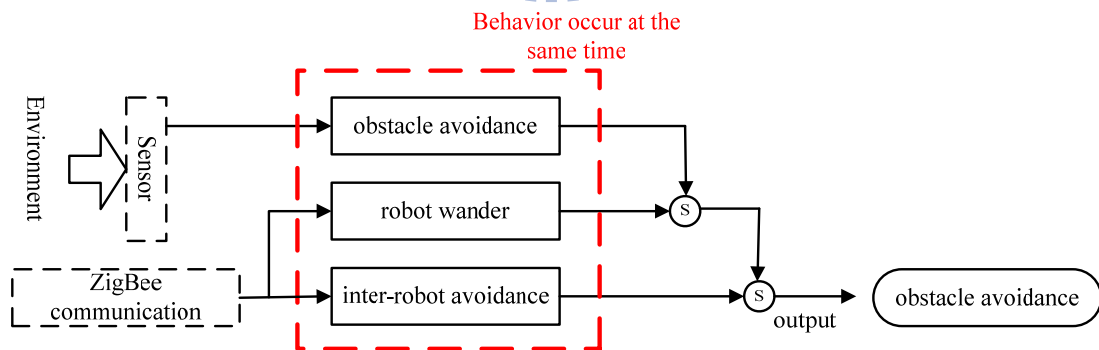 Behavior occur at the
same time
Environment
Sensor
obstacle avoidance
robot wander
S
ZigBee
communication
inter-robot avoidance
S
output
obstacle avoidance